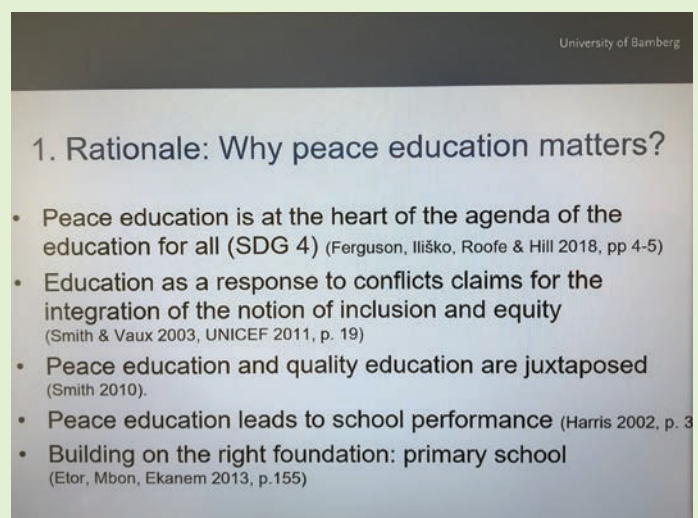 University of Bamberg
1. Rationale: Why peace education matters?
• Peace education is at the heart of the agenda of the
education for all (SDG 4) (Ferguson, Iliško, Roofe & Hill 2018, pp 4-5)
• Education as a response to conflicts claims for the
integration of the notion of inclusion and equity
(Smith & Vaux 2003, UNICEF 2011, p. 19)
• Peace education and quality education are juxtaposed
(Smith 2010).
• Peace education leads to school performance (Harris 2002, p. 3
• Building on the right foundation: primary school
(Etor, Mbon, Ekanem 2013, p.155)